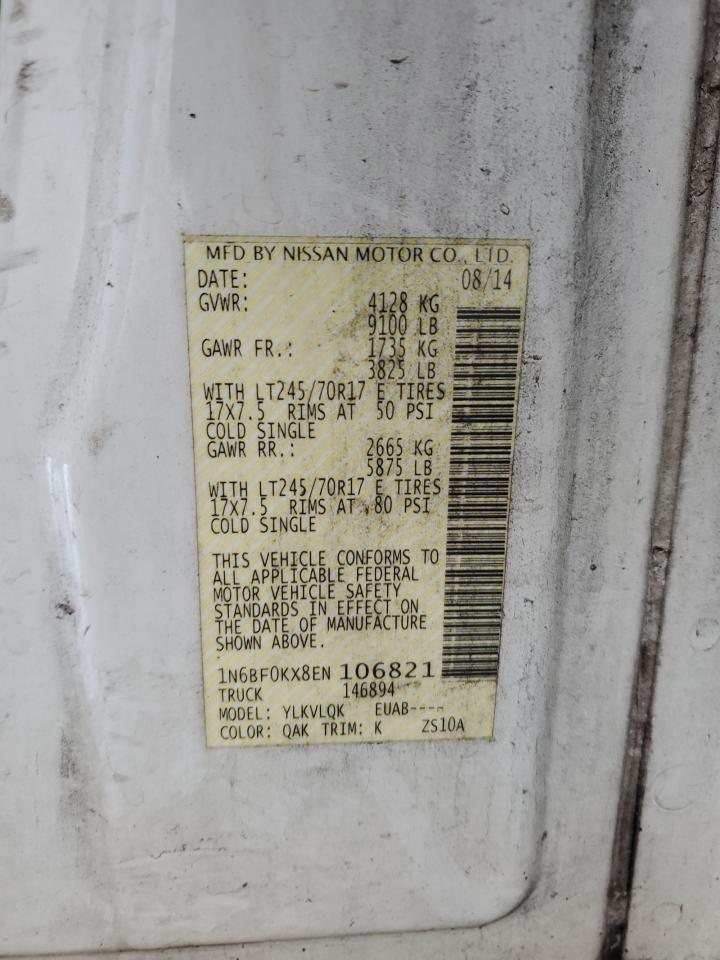 MFD BY NISSAN MOTOR CO., LTD.
DATE: 08/14
GVWR: 4128 KG
9100 LB
GAWR FR.: 1735 KG
3825 LB
WITH LT245/70R17 E TIRES
17X7.5 RIMS AT 50 PSI
COLD SINGLE
GAWR RR.: 2665 KG
5875 LB
WITH LT245/70R17 E TIRES
17X7.5 RIMS AT 80 PSI
COLD SINGLE
THIS VEHICLE CONFORMS TO
ALL APPLICABLE FEDERAL
MOTOR VEHICLE SAFETY
STANDARDS IN EFFECT ON
THE DATE OF MANUFACTURE
SHOWN ABOVE.
1N6BF0KX8EN 106821
TRUCK 146894
MODEL: YLKVLQK EUAB----
COLOR: QAK TRIM: K ZS10A